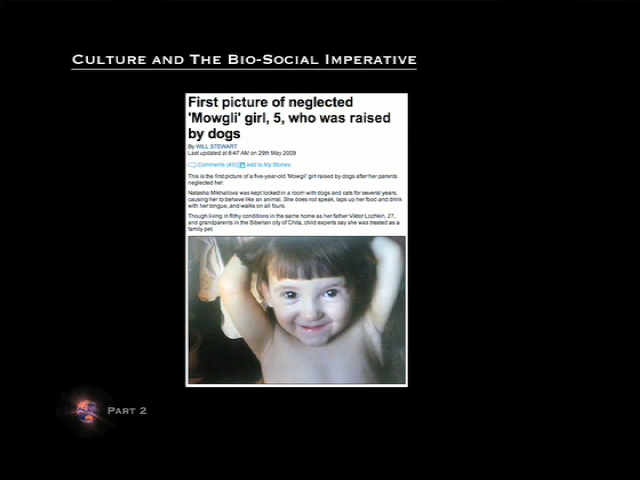 CULTURE AND THE BIO-SOCIAL IMPERATIVE
First picture of neglected
'Mowgli' girl, 5, who was raised
by dogs
By WILL STEWART
Last updated at 8:47 AM on 29th May 2009
Comments (43) Add to My Stories
This is the first picture of a five-year-old 'Mowgli' girl raised by dogs after her parents
neglected her.
Natasha Mikhailova was kept locked in a room with dogs and cats for several years,
causing her to behave like an animal. She does not speak, laps up her food and drink
with her tongue, and walks on all fours.
Though living in filthy conditions in the same home as her father Viktor Lozhkin, 27,
and grandparents in the Siberian city of Chita, child experts say she was treated as a
family pet.
PART 2